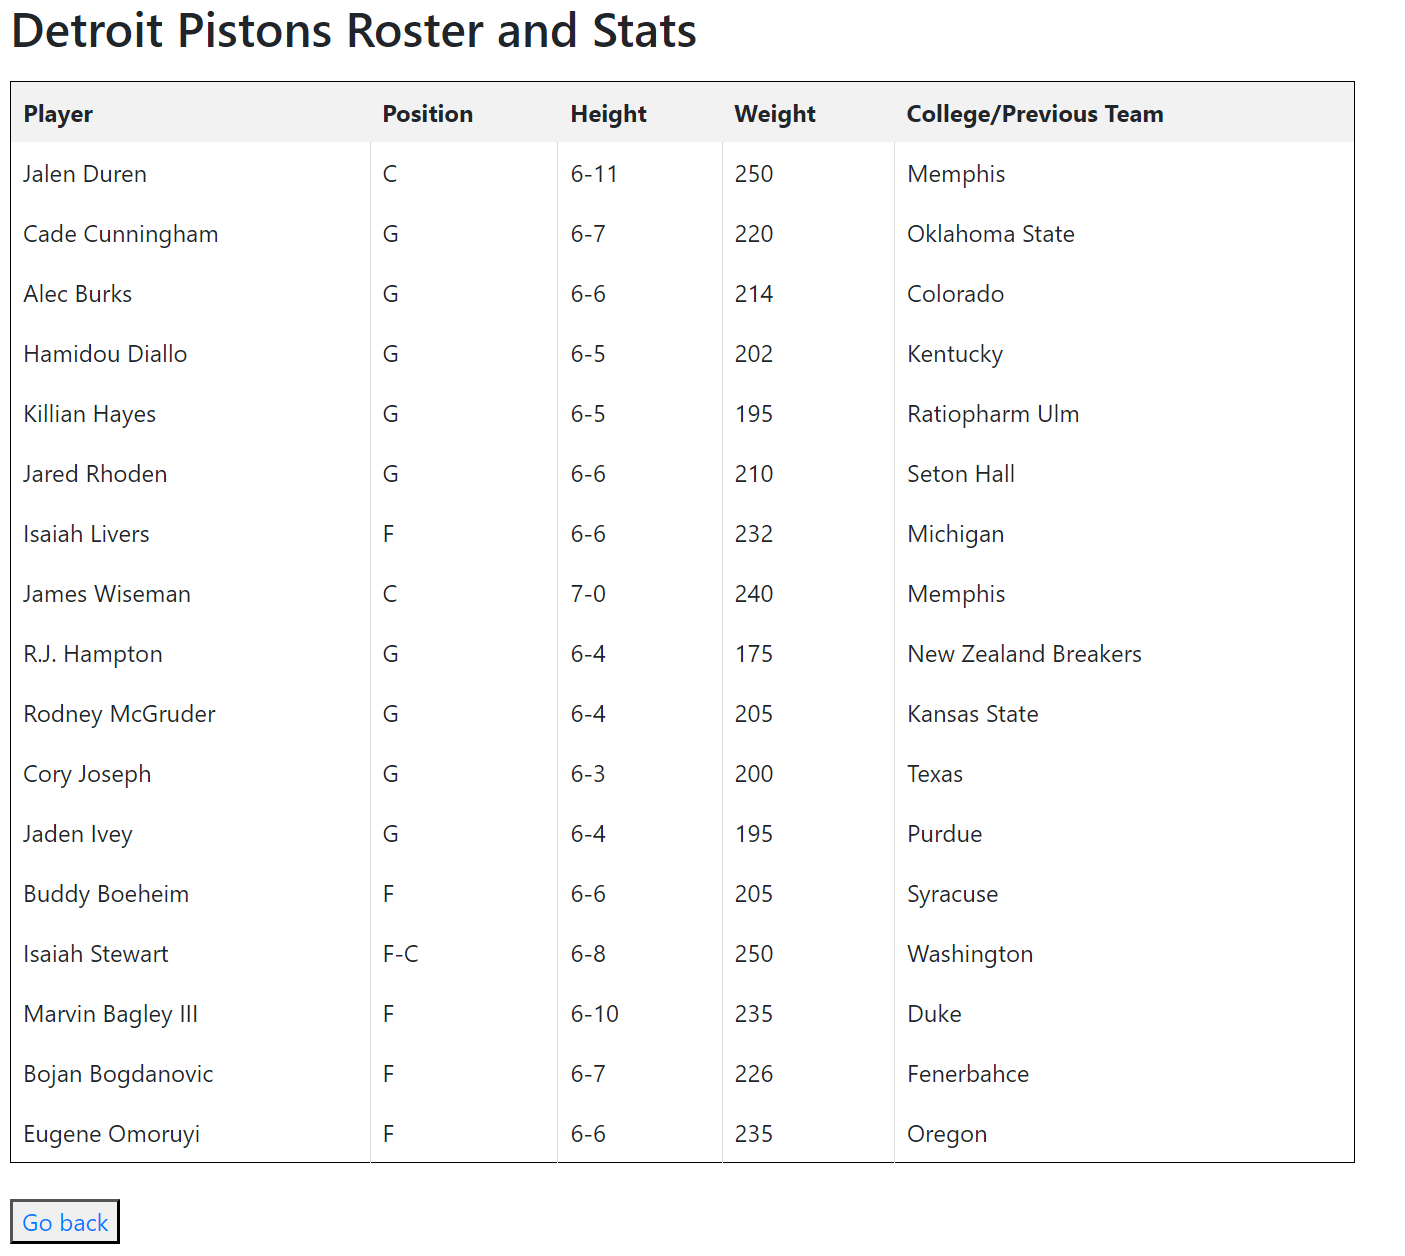 Detroit Pistons Roster and Stats
Player Position Height Weight College/Previous Team
Jalen Duren C 6-11 250 Memphis
Cade Cunningham G 6-7 220 Oklahoma State
Alec Burks G 6-6 214 Colorado
Hamidou Diallo G 6-5 202 Kentucky
Killian Hayes G 6-5 195 Ratiopharm Ulm
Jared Rhoden G 6-6 210 Seton Hall
Isaiah Livers F 6-6 232 Michigan
James Wiseman C 7-0 240 Memphis
R.J. Hampton G 6-4 175 New Zealand Breakers
Rodney McGruder G 6-4 205 Kansas State
Cory Joseph G 6-3 200 Texas
Jaden Ivey G 6-4 195 Purdue
Buddy Boeheim F 6-6 205 Syracuse
Isaiah Stewart F-C 6-8 250 Washington
Marvin Bagley III F 6-10 235 Duke
Bojan Bogdanovic F 6-7 226 Fenerbahce
Eugene Omoruyi F 6-6 235 Oregon
Go back